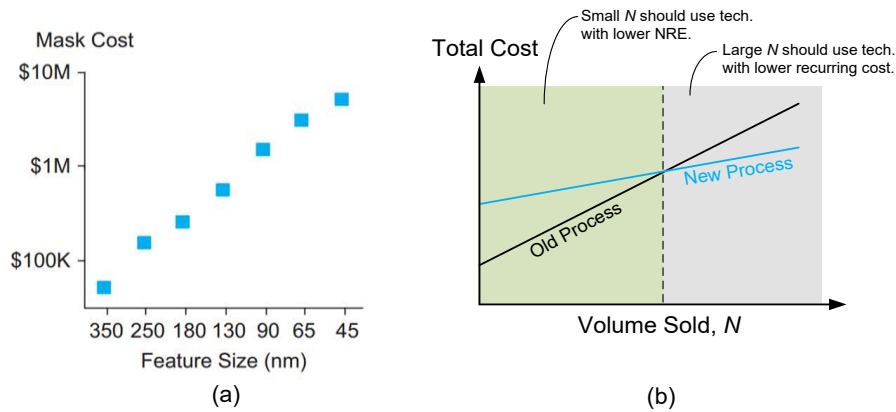 Mask Cost
$10M
$1M
$100K
350 250 180 130 90 65 45
Feature Size (nm)
(a)
Small N should use tech.
with lower NRE.
Large N should use tech.
with lower recurring cost.
Total Cost
New Process
Old Process
Volume Sold, N
(b)